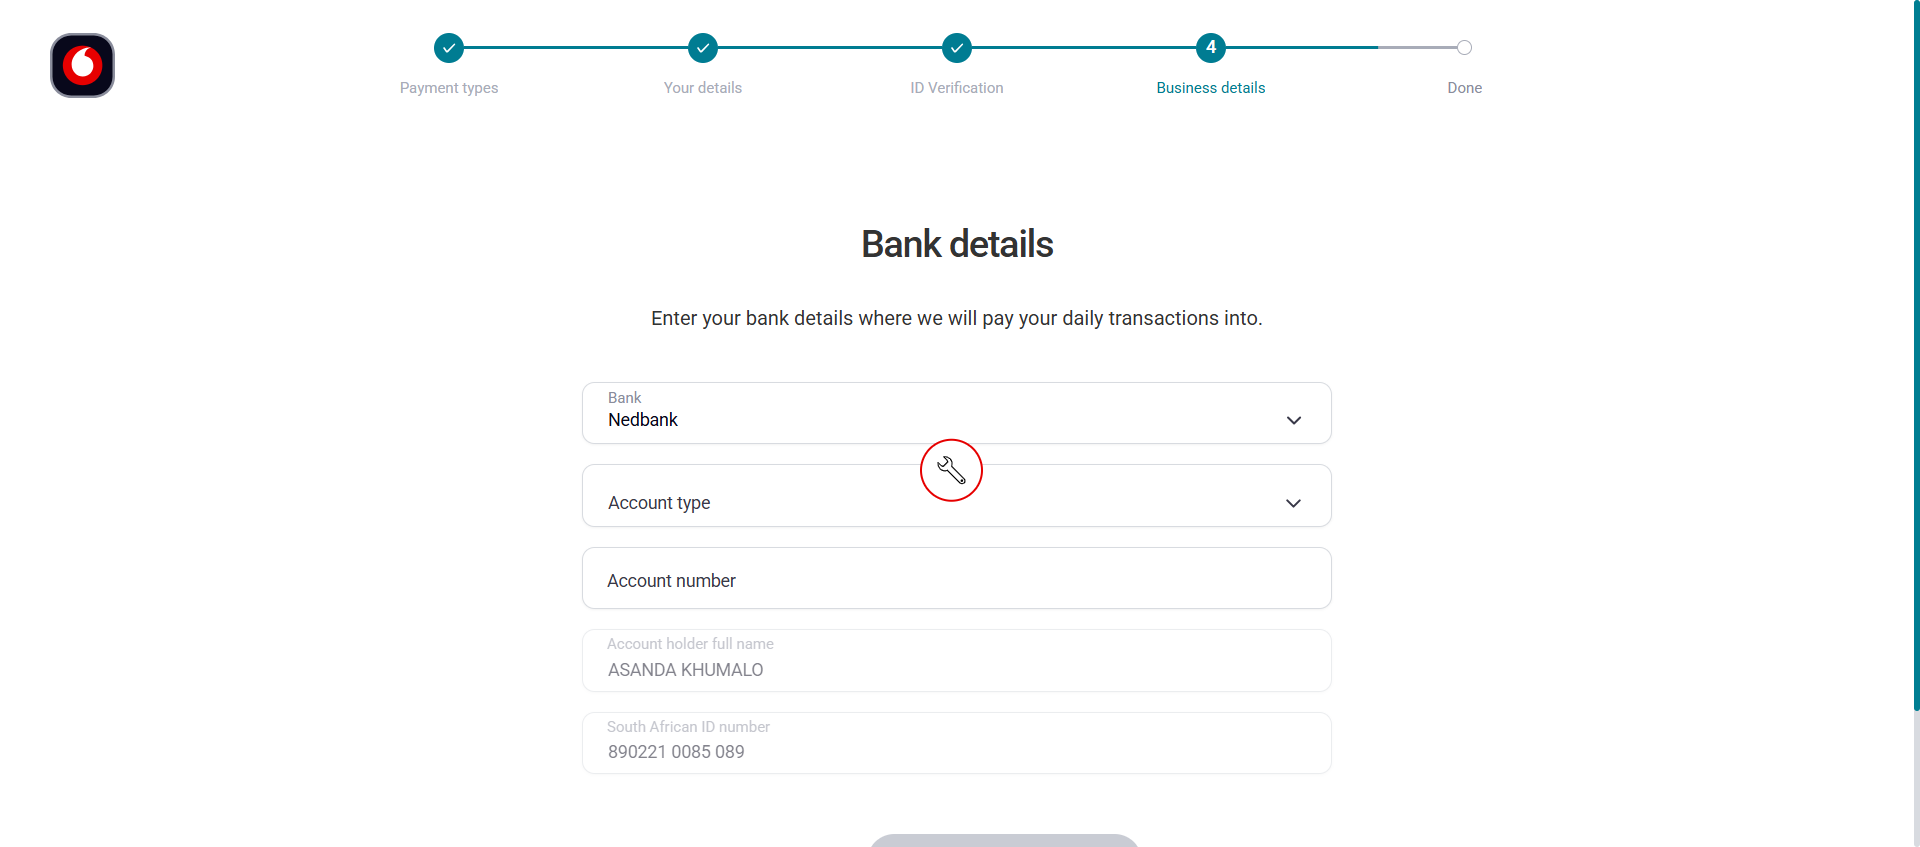 4
Payment types
Your details
ID Verification
Business details
Done
Bank details
Enter your bank details where we will pay your daily transactions into.
Bank
Nedbank
Account type
Account number
Account holder full name
ASANDA KHUMALO
South African ID number
890221 0085 089